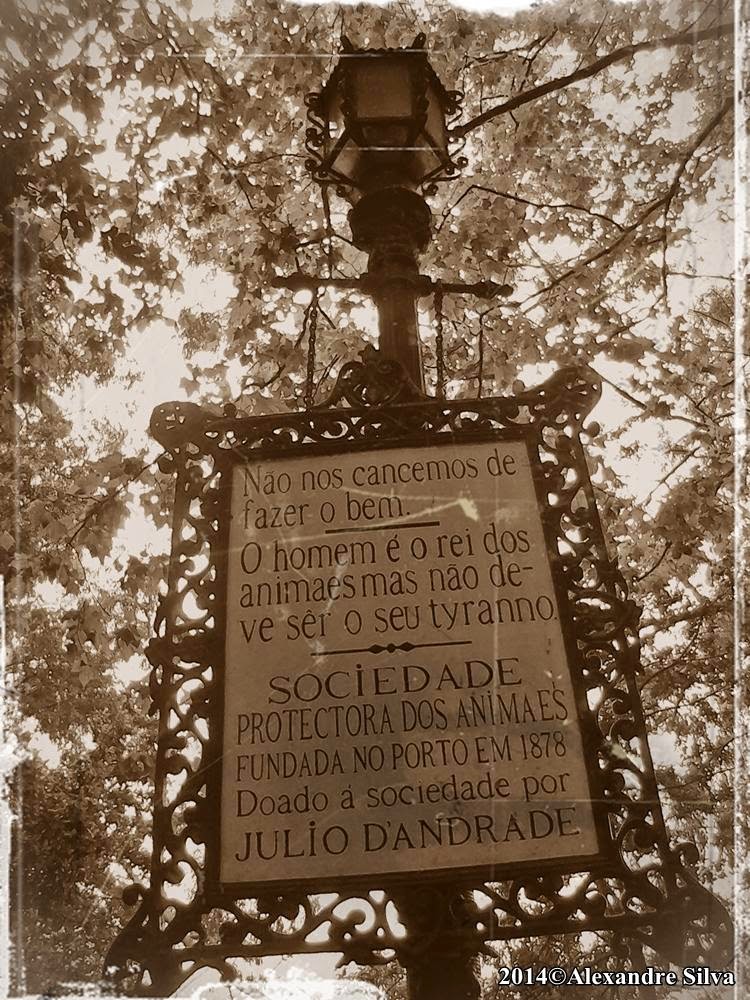 Não nos cancemos de
fazer o bem.
O homem é o rei dos
animaes mas não de-
ve sêr o seu tyranno.
SOCIEDADE
PROTECTORA DOS ANIMAES
FUNDADA NO PORTO EM 1878
Doado á sociedade por
JULIO D'ANDRADE
2014©Alexandre Silva